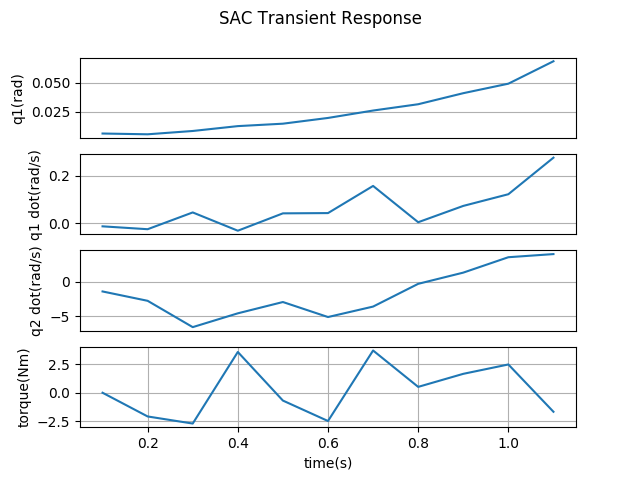 SAC Transient Response
q1(rad)
0.050
0.025
q1 dot(rad/s)
0.2
0.0
q2 dot(rad/s)
0
−5
torque(Nm)
2.5
0.0
−2.5
0.2 0.4 0.6 0.8 1.0
time(s)